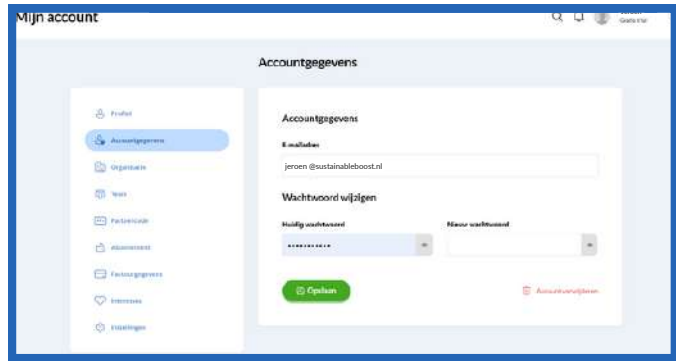 Mijn account
Accountgegevens
Profiel
Accountgegevens
Organisatie
Team
Partnercode
Abonnement
Factuurgegevens
Interesses
Instellingen
Accountgegevens
E-mailadres
jeroen @sustainableboost.nl
Wachtwoord wijzigen
Huidig wachtwoord Nieuw wachtwoord
•••••••••••
Opslaan
Account verwijderen